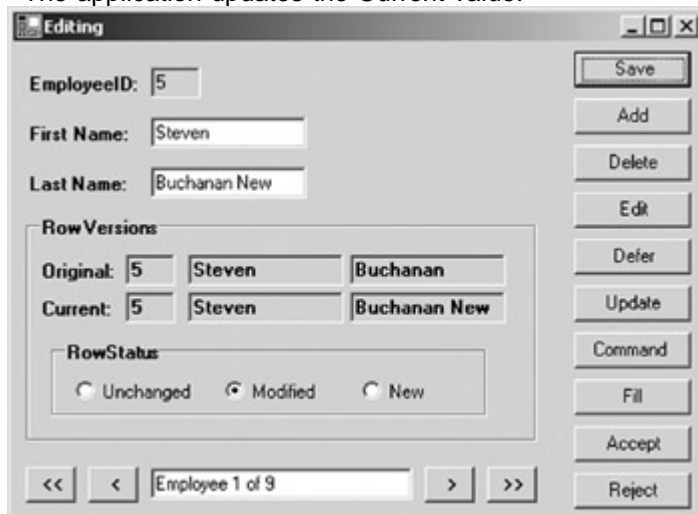 The application updates the Current value.
Editing
EmployeeID: 5
First Name: Steven
Last Name: Buchanan New
RowVersions
Original: 5 Steven Buchanan
Current: 5 Steven Buchanan New
RowStatus
Unchanged Modified New
<< < Employee 1 of 9 > >>
Save
Add
Delete
Edit
Defer
Update
Command
Fill
Accept
Reject